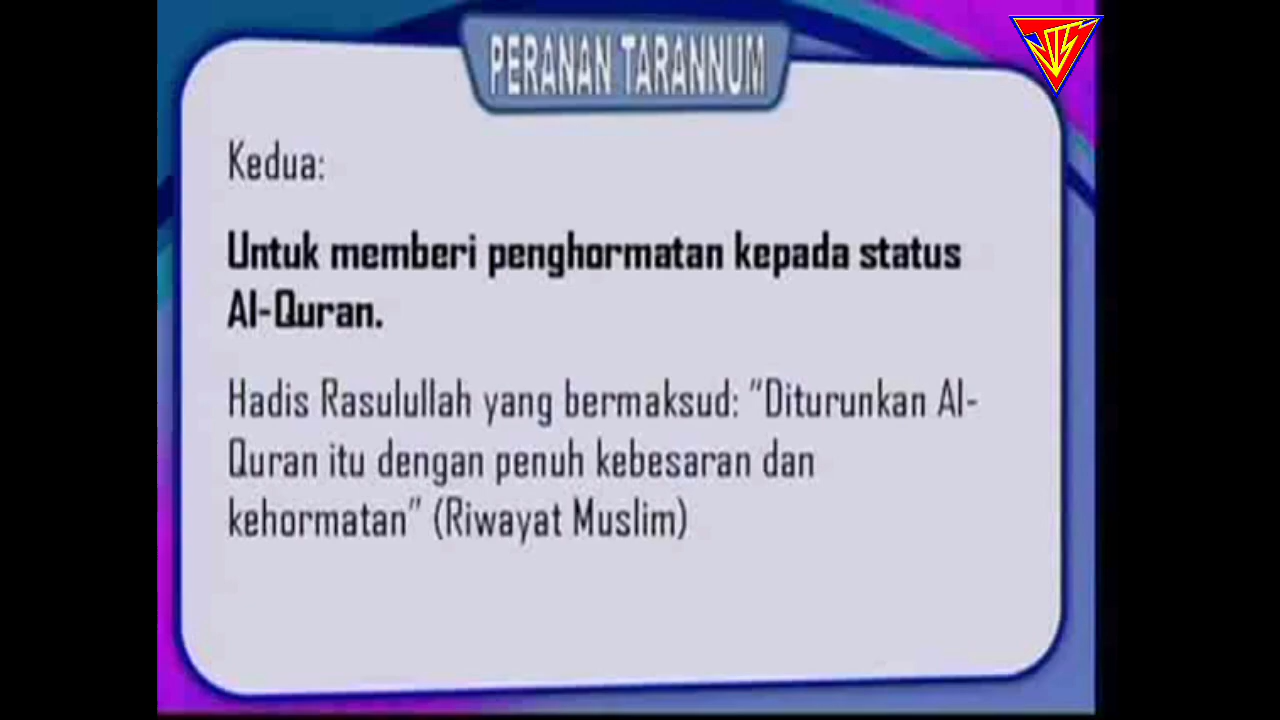 PERANAN TARANNUM
Kedua:
Untuk memberi penghormatan kepada status
Al-Quran.
Hadis Rasulullah yang bermaksud: "Diturunkan Al-
Quran itu dengan penuh kebesaran dan
kehormatan" (Riwayat Muslim)